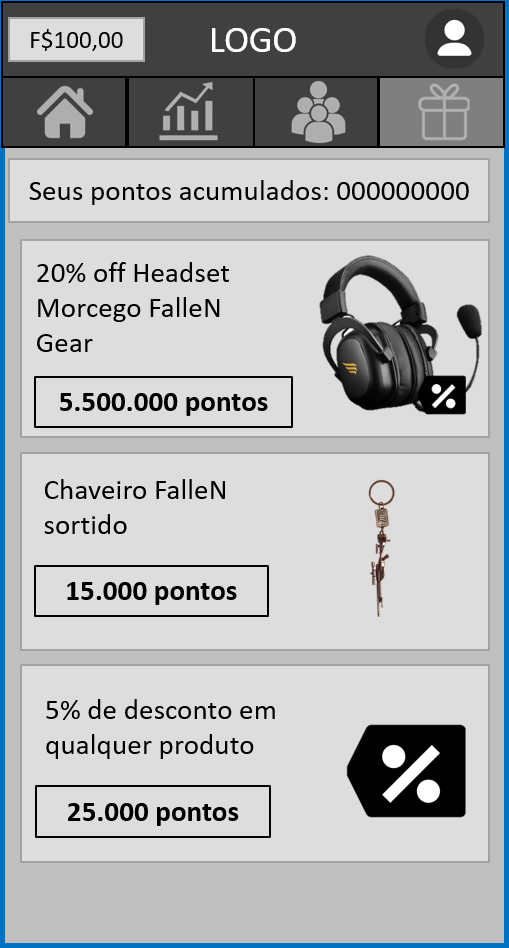 F$100,00
LOGO
Seus pontos acumulados: 000000000
20% off Headset
Morcego FalleN
Gear
5.500.000 pontos
%
Chaveiro FalleN
sortido
15.000 pontos
5% de desconto em
qualquer produto
25.000 pontos
%